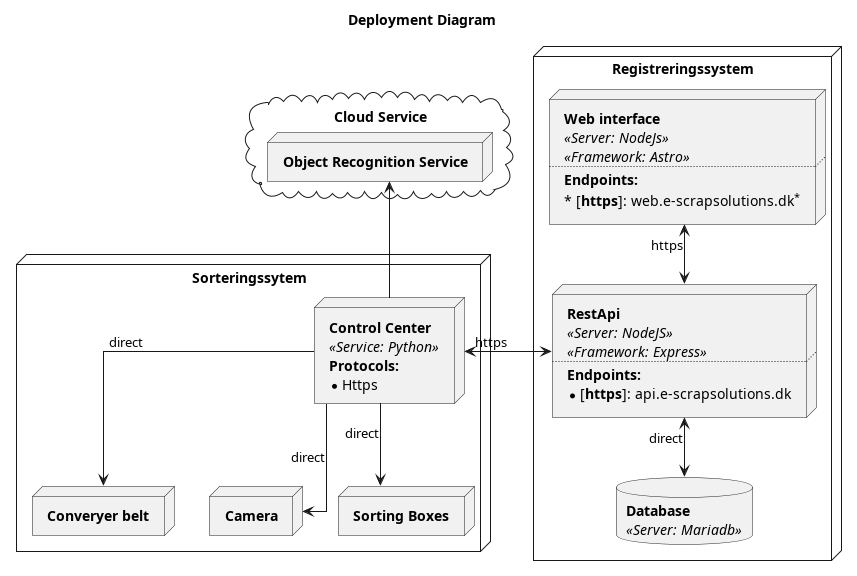 Deployment Diagram
Registreringssystem
Web interface
«Server: NodeJs»
«Framework: Astro»
Endpoints:
* [https]: web.e-scrapsolutions.dk*
Cloud Service
Object Recognition Service
https
Sorteringssytem
Control Center
«Service: Python»
Protocols:
• Https
https
RestApi
«Server: NodeJS»
«Framework: Express»
Endpoints:
• [https]: api.e-scrapsolutions.dk
direct
direct
direct
direct
Converyer belt
Camera
Sorting Boxes
Database
«Server: Mariadb»